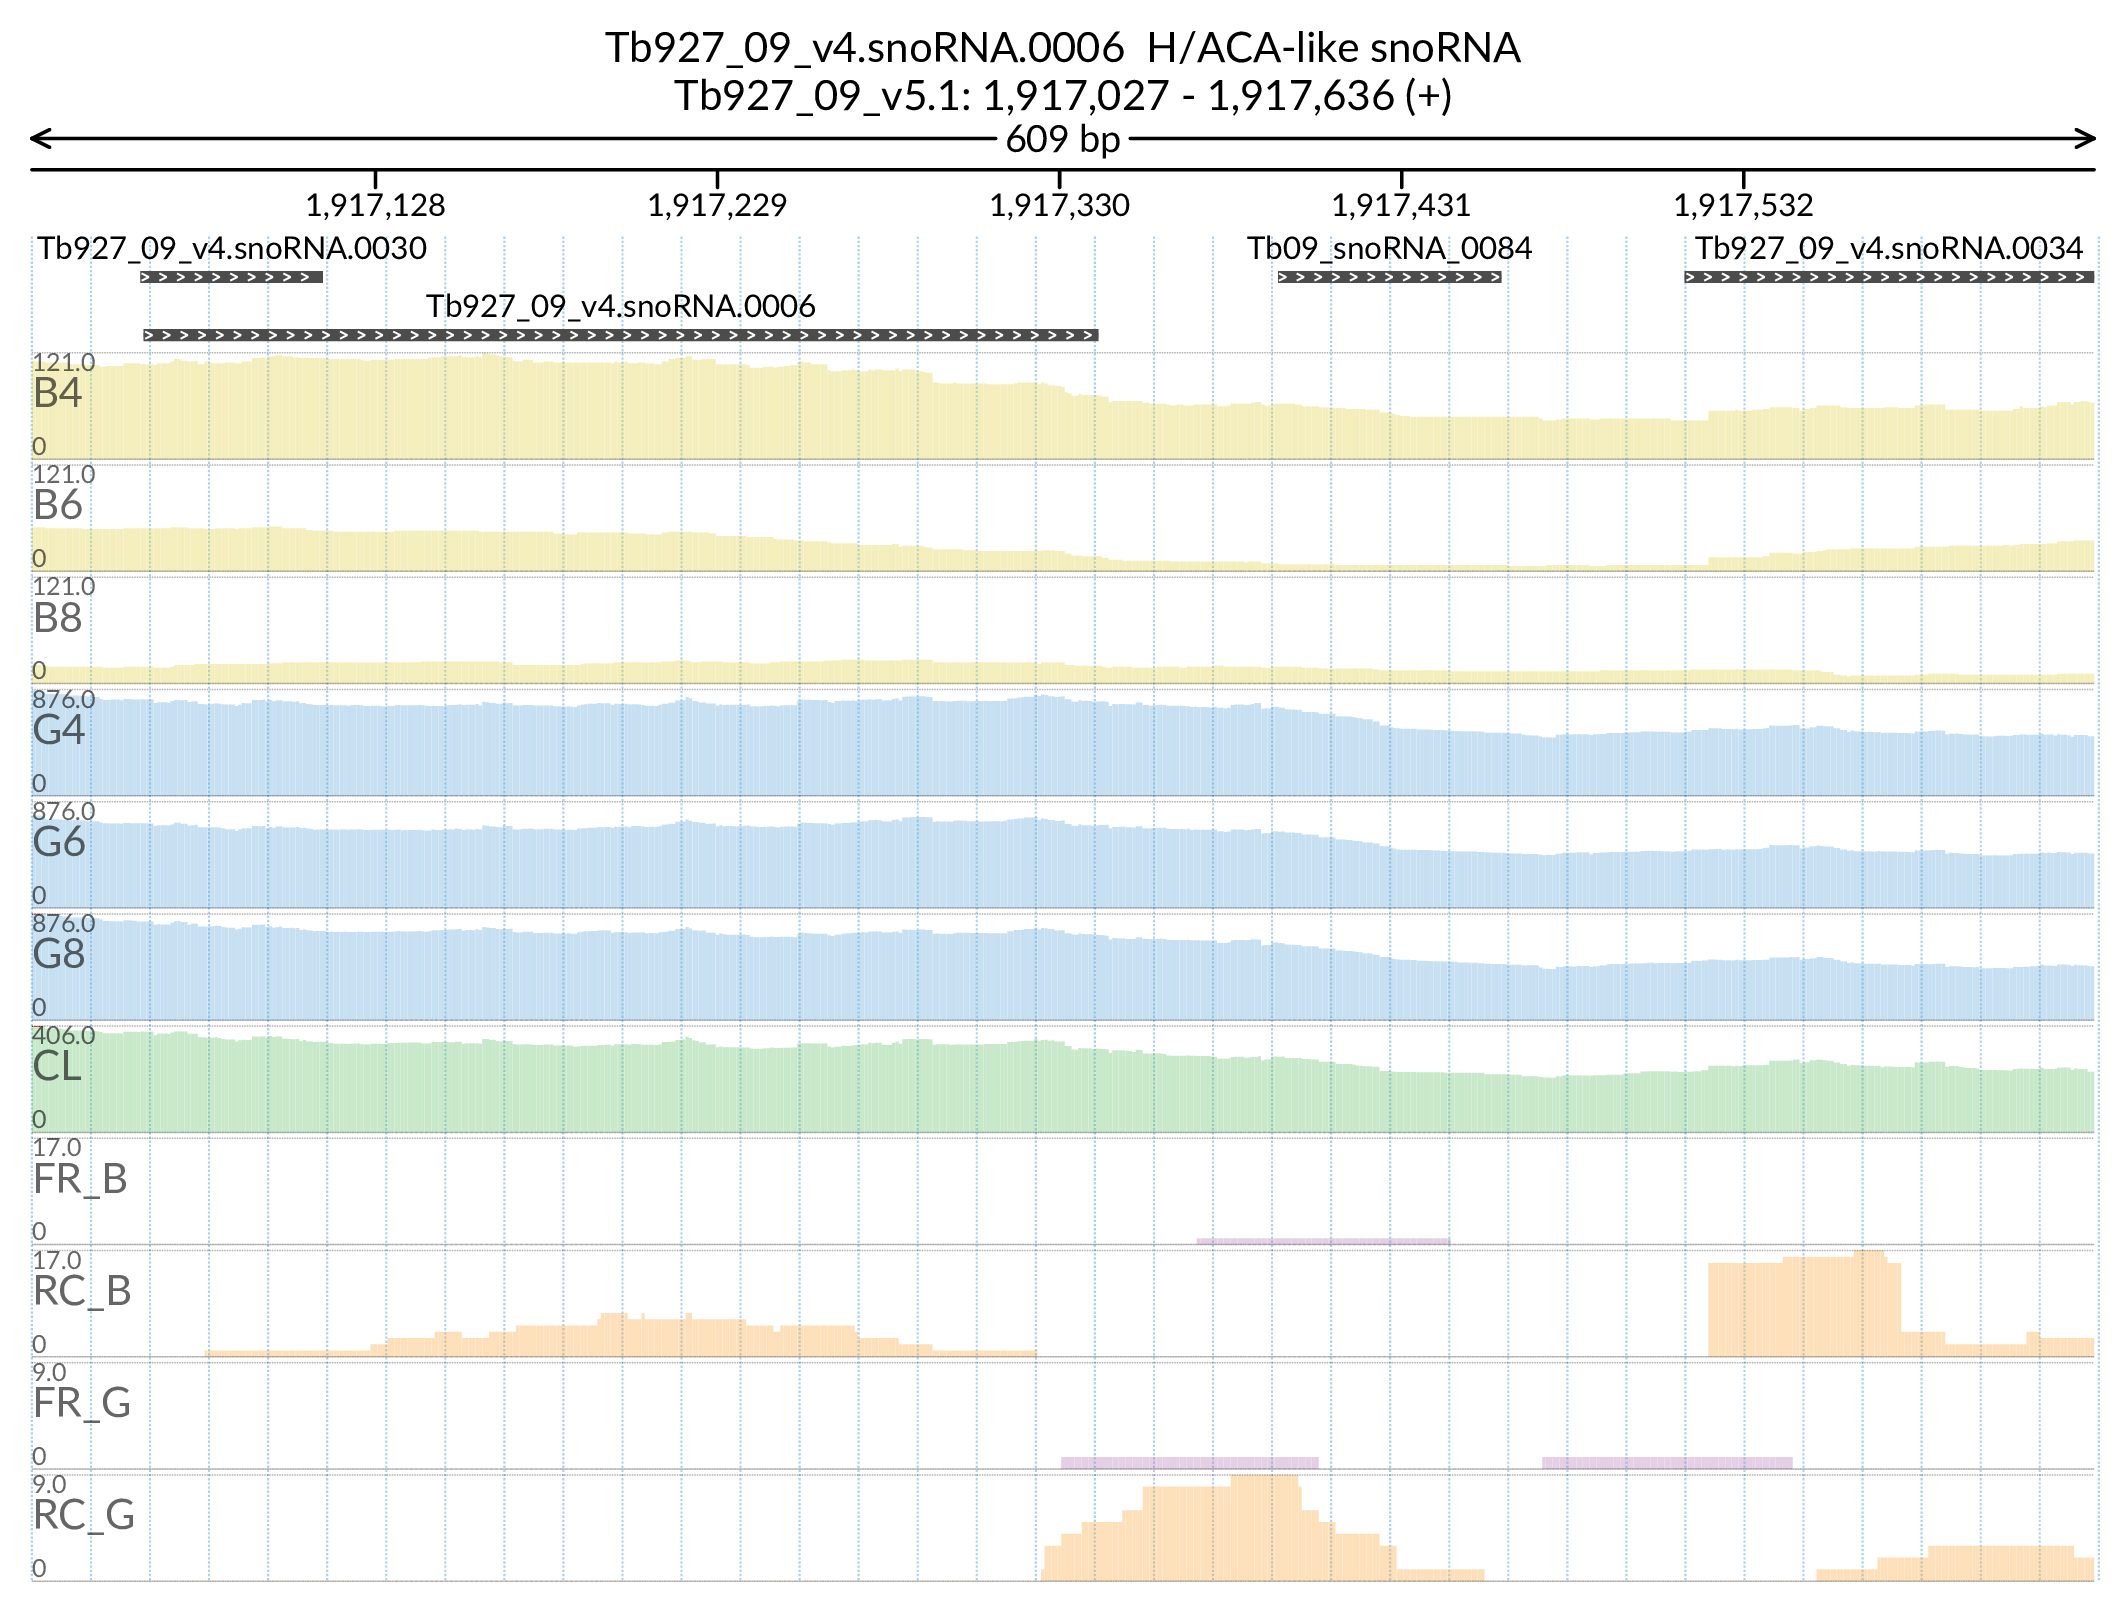 Tb927_09_v4.snoRNA.0006  H/ACA-like snoRNA
Tb927_09_v5.1: 1,917,027 - 1,917,636 (+)
609 bp
1,917,128 1,917,229 1,917,330 1,917,431 1,917,532
Tb927_09_v4.snoRNA.0030 Tb09_snoRNA_0084 Tb927_09_v4.snoRNA.0034
Tb927_09_v4.snoRNA.0006
121.0
B4
0
121.0
B6
0
121.0
B8
0
876.0
G4
0
876.0
G6
0
876.0
G8
0
406.0
CL
0
17.0
FR_B
0
17.0
RC_B
0
9.0
FR_G
0
9.0
RC_G
0